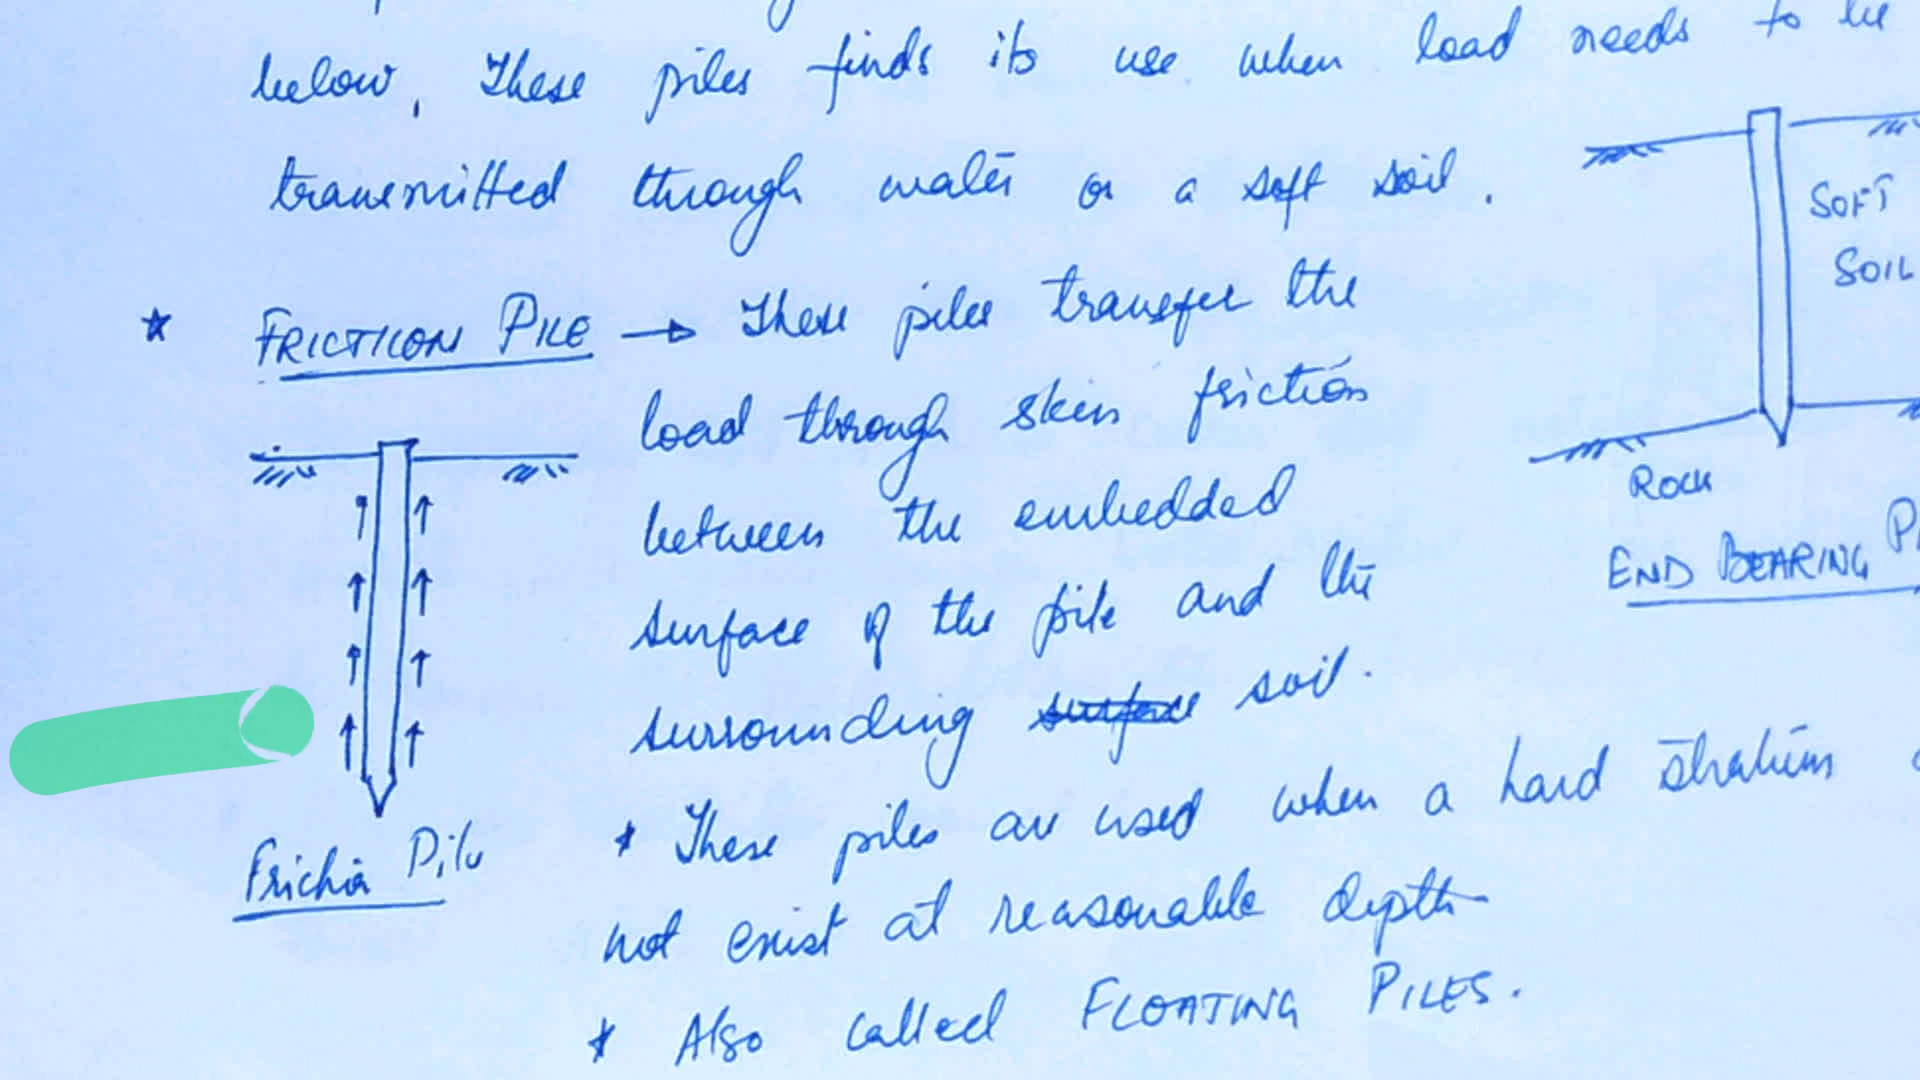 below, These piles finds its use when load needs to be
transmitted through water or a soft soil.
SOFT
SOIL
ROCK
END BEARING
* FRICTION PILE → These piles transfer the
load through skin friction
between the embedded
surface of the pile and the
surrounding surface soil.
Friction Pile
* These piles are used when a hard stratum
not exist at reasonable depth
* Also called FLOATING PILES.